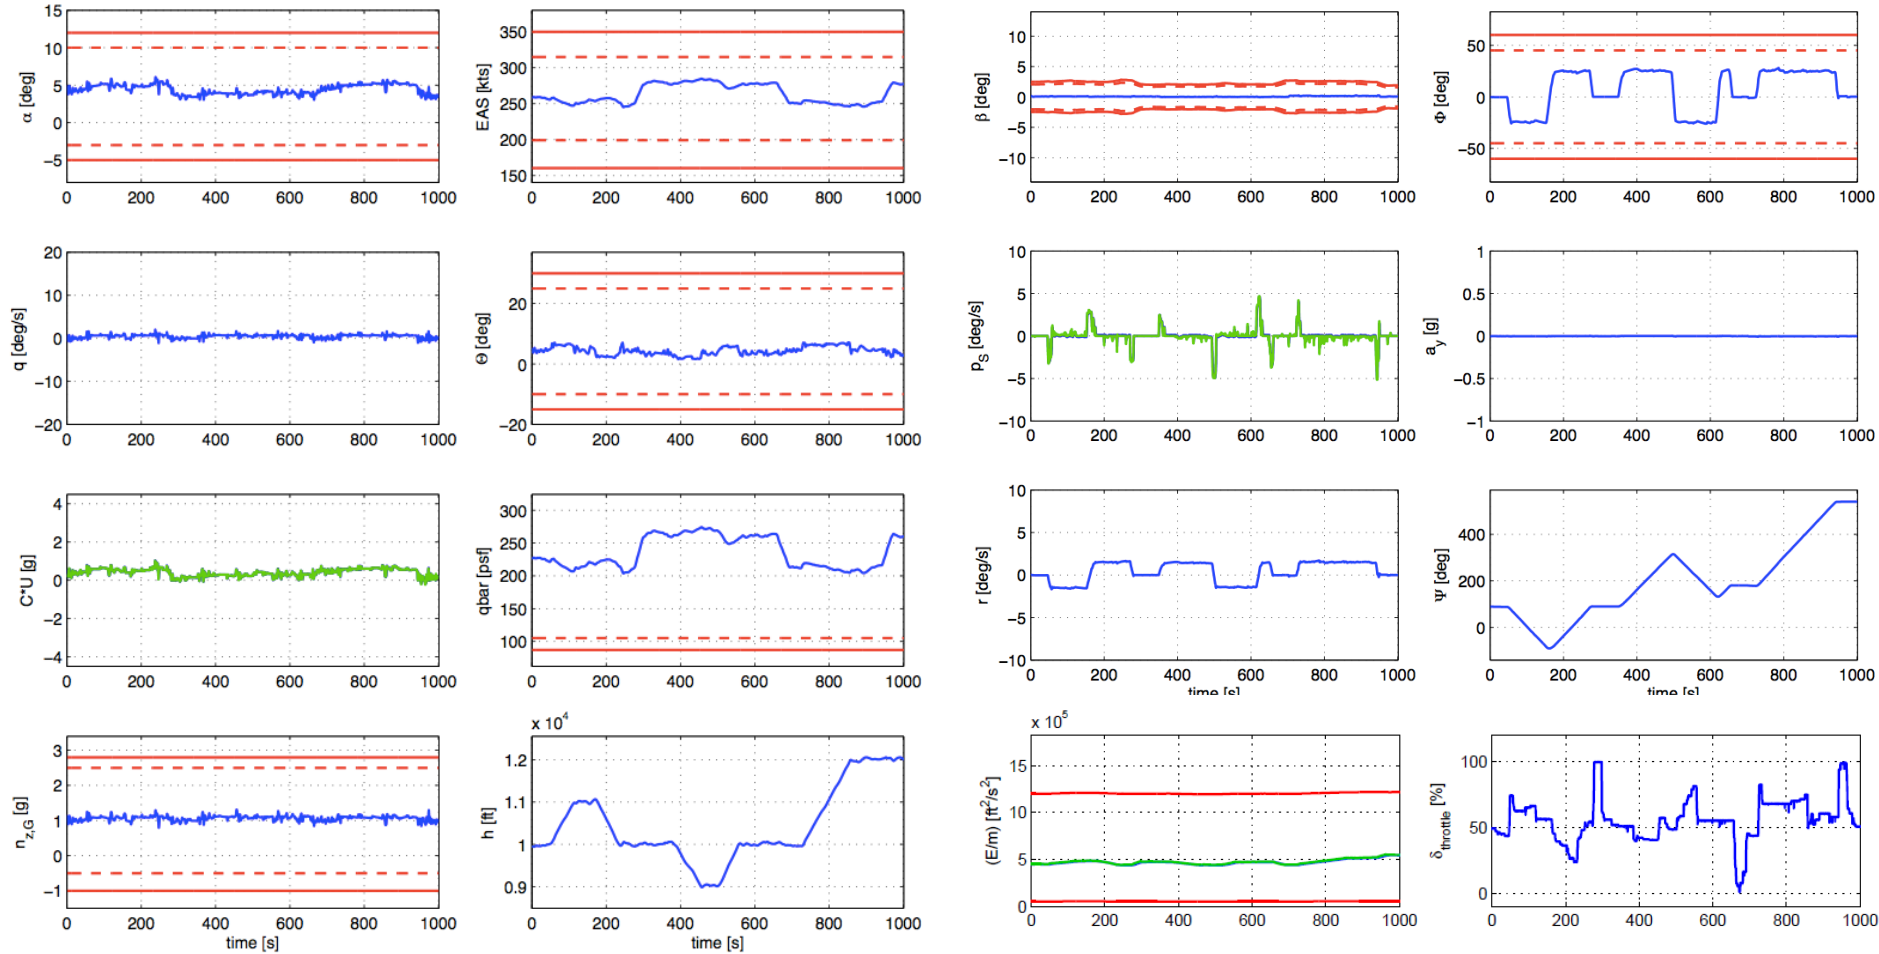 15
10
5
0
−5
α [deg]
0 200 400 600 800 1000
350
300
250
200
150
EAS [kts]
0 200 400 600 800 1000
10
5
0
−5
−10
β [deg]
0 200 400 600 800 1000
50
0
−50
Φ [deg]
0 200 400 600 800 1000
20
10
0
−10
−20
q [deg/s]
0 200 400 600 800 1000
20
0
−20
Θ [deg]
0 200 400 600 800 1000
10
5
0
−5
−10
pS [deg/s]
0 200 400 600 800 1000
1
0.5
0
−0.5
−1
ay [g]
0 200 400 600 800 1000
4
2
0
−2
−4
C*U [g]
0 200 400 600 800 1000
300
250
200
150
100
qbar [psf]
0 200 400 600 800 1000
10
5
0
−5
−10
r [deg/s]
0 200 400 600 800 1000
time [s]
400
200
0
Ψ [deg]
0 200 400 600 800 1000
time [s]
3
2
1
0
−1
nz,G [g]
0 200 400 600 800 1000
time [s]
x 10^4
1.2
1.1
1
0.9
h [ft]
0 200 400 600 800 1000
time [s]
x 10^5
15
10
5
0
(E/m) [ft^2/s^2]
0 200 400 600 800 1000
100
50
0
δthrottle [%]
0 200 400 600 800 1000